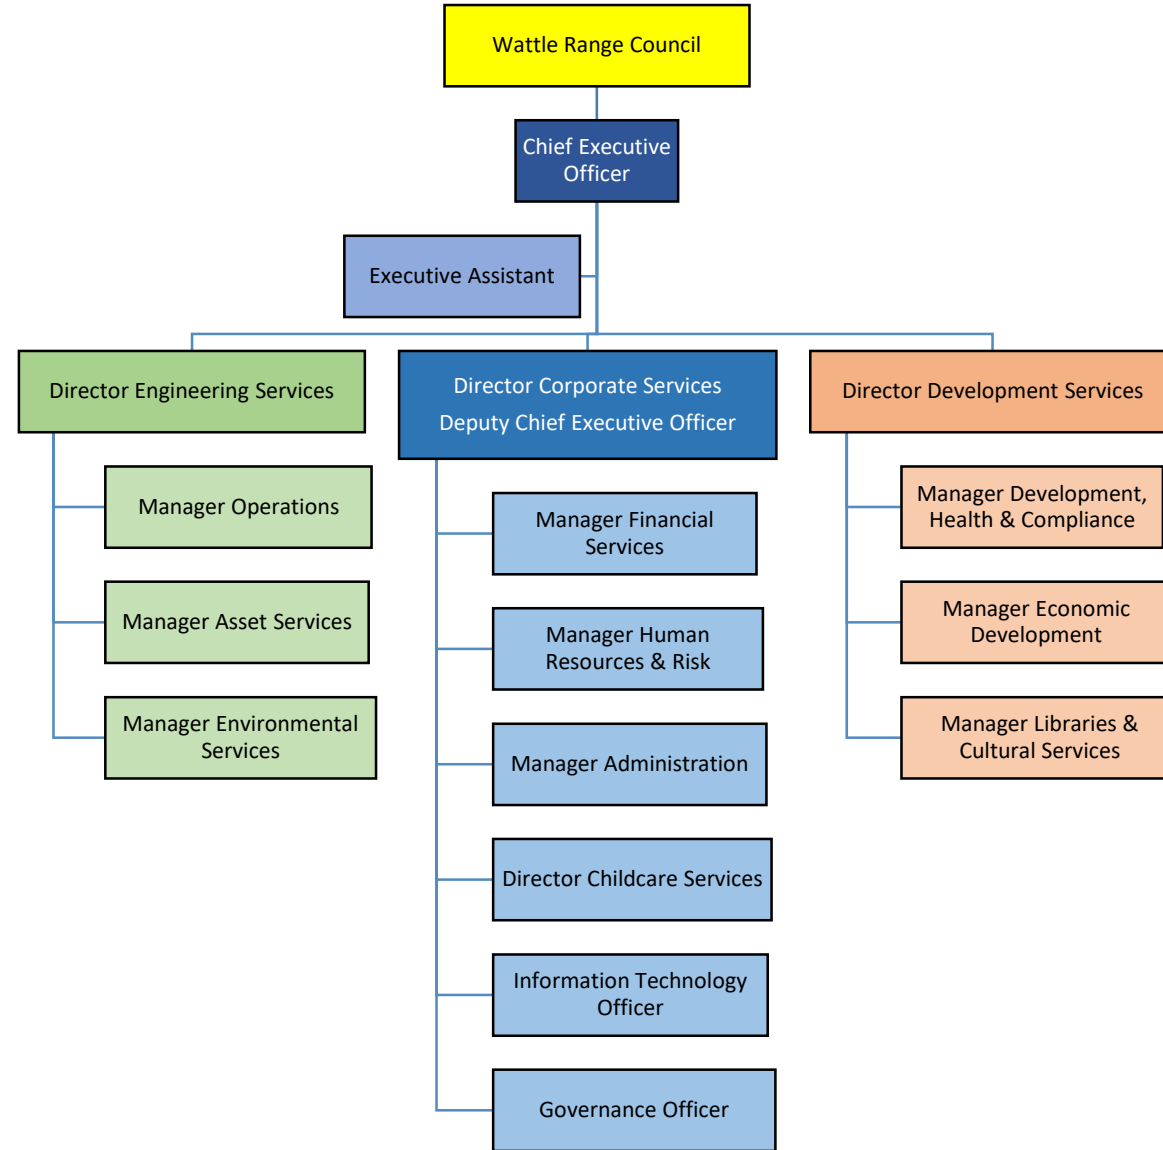 Wattle Range Council
Chief Executive
Officer
Executive Assistant
Director Engineering Services
Manager Operations
Manager Asset Services
Manager Environmental
Services
Director Corporate Services
Deputy Chief Executive Officer
Manager Financial
Services
Manager Human
Resources & Risk
Manager Administration
Director Childcare Services
Information Technology
Officer
Governance Officer
Director Development Services
Manager Development,
Health & Compliance
Manager Economic
Development
Manager Libraries &
Cultural Services